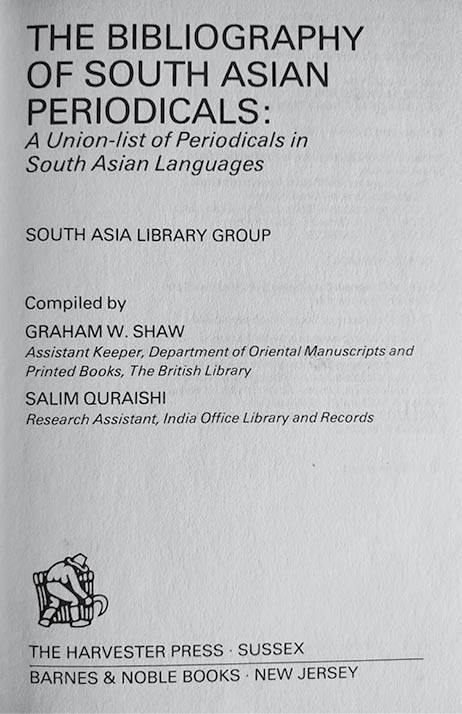 THE BIBLIOGRAPHY
OF SOUTH ASIAN
PERIODICALS:
A Union-list of Periodicals in
South Asian Languages
SOUTH ASIA LIBRARY GROUP
Compiled by
GRAHAM W. SHAW
Assistant Keeper, Department of Oriental Manuscripts and
Printed Books, The British Library
SALIM QURAISHI
Research Assistant, India Office Library and Records
THE HARVESTER PRESS · SUSSEX
BARNES & NOBLE BOOKS · NEW JERSEY